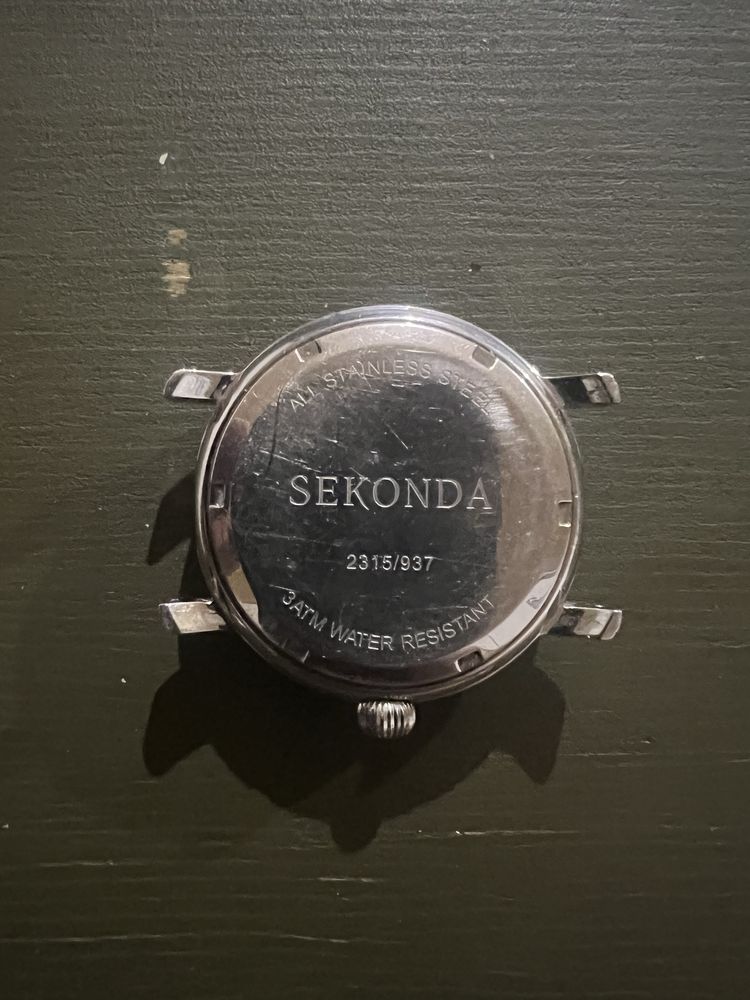 ALL STAINLESS STEEL
SEKONDA
2315/937
3ATM WATER RESISTANT